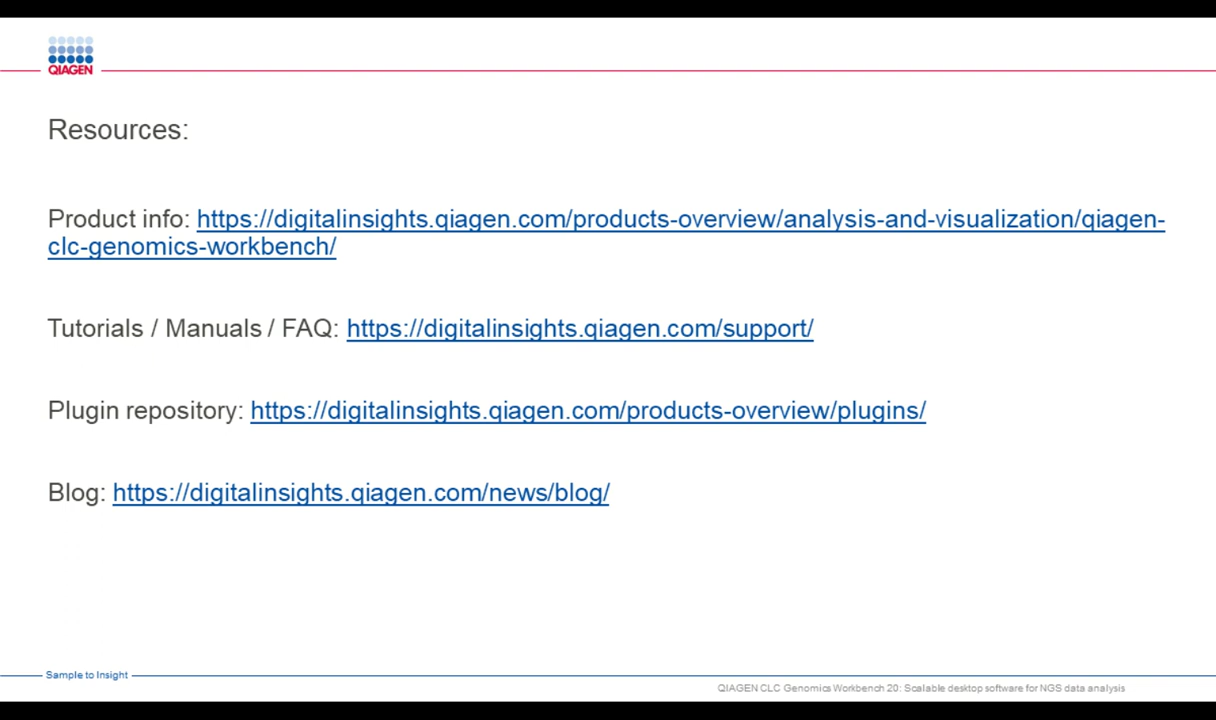 QIAGEN
Resources:
Product info: https://digitalinsights.qiagen.com/products-overview/analysis-and-visualization/qiagen-
clc-genomics-workbench/
Tutorials / Manuals / FAQ: https://digitalinsights.qiagen.com/support/
Plugin repository: https://digitalinsights.qiagen.com/products-overview/plugins/
Blog: https://digitalinsights.qiagen.com/news/blog/
Sample to Insight
QIAGEN CLC Genomics Workbench 20: Scalable desktop software for NGS data analysis